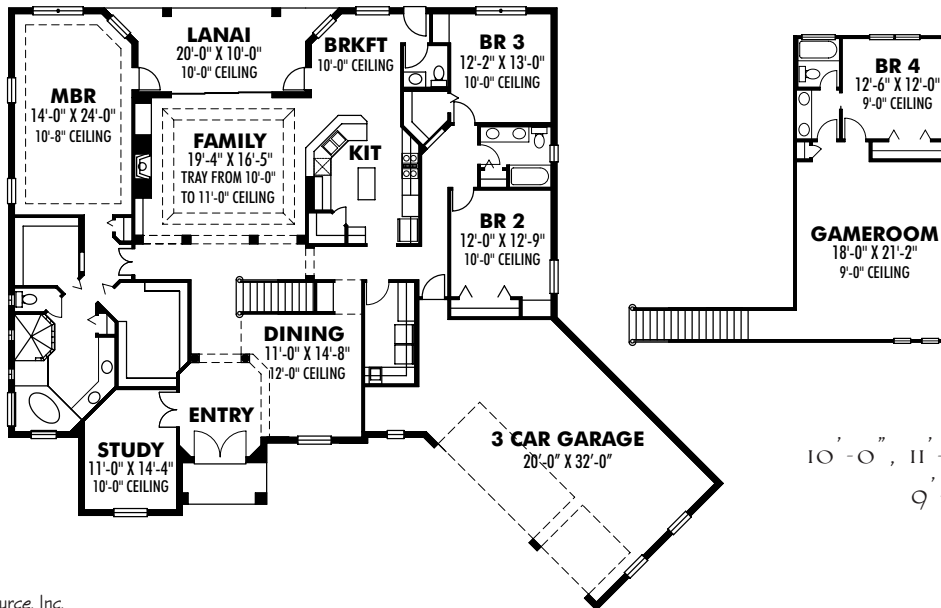 LANAI
20'-0" X 10'-0"
10'-0" CEILING
BRKFT
10'-0" CEILING
BR 3
12'-2" X 13'-0"
10'-0" CEILING
MBR
14'-0" X 24'-0"
10'-8" CEILING
FAMILY
19'-4" X 16'-5"
TRAY FROM 10'-0"
TO 11'-0" CEILING
KIT
BR 2
12'-0" X 12'-9"
10'-0" CEILING
DINING
11'-0" X 14'-8"
12'-0" CEILING
ENTRY
STUDY
11'-0" X 14'-4"
10'-0" CEILING
3 CAR GARAGE
20'-0" X 32'-0"
BR 4
12'-6" X 12'-0"
9'-0" CEILING
GAMEROOM
18'-0" X 21'-2"
9'-0" CEILING
10'-0", 11'-
9'-
urce, Inc.